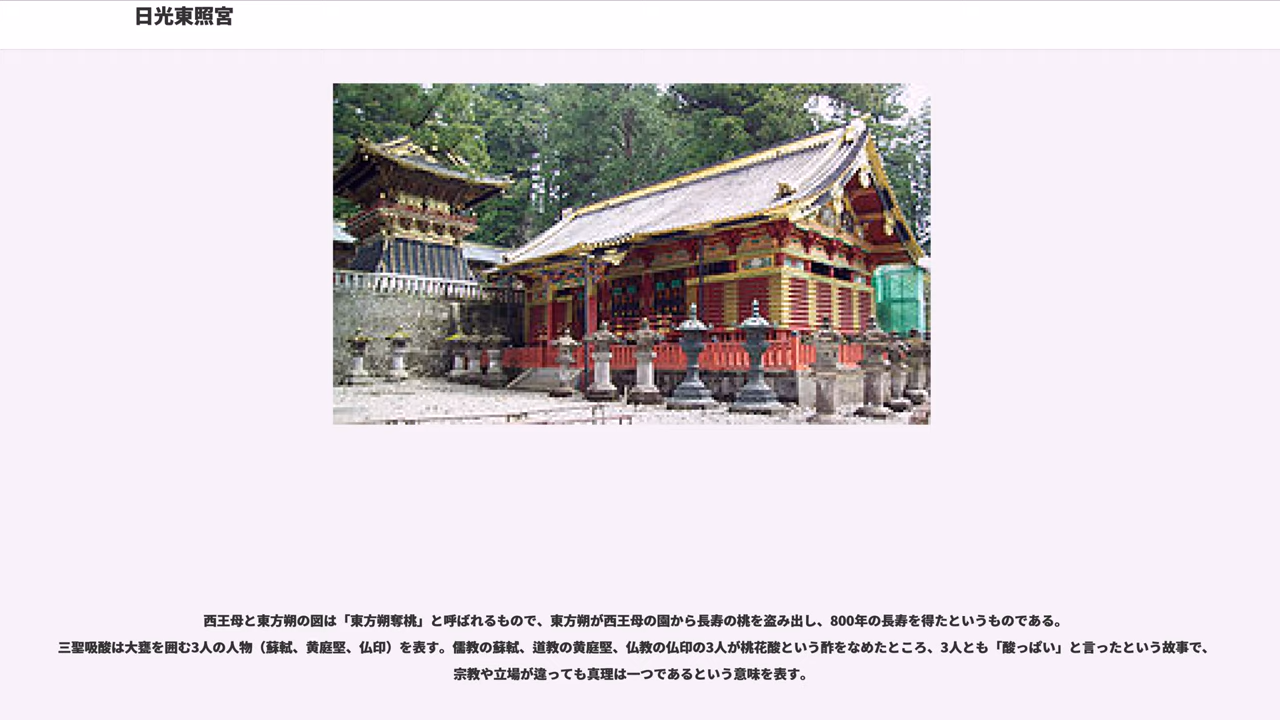 日光東照宮
西王母と東方朔の図は「東方朔奪桃」と呼ばれるもので、東方朔が西王母の園から長寿の桃を盗み出し、800年の長寿を得たというものである。
三聖吸酸は大甕を囲む3人の人物（蘇軾、黄庭堅、仏印）を表す。儒教の蘇軾、道教の黄庭堅、仏教の仏印の3人が桃花酸という酢をなめたところ、3人とも「酸っぱい」と言ったという故事で、
宗教や立場が違っても真理は一つであるという意味を表す。